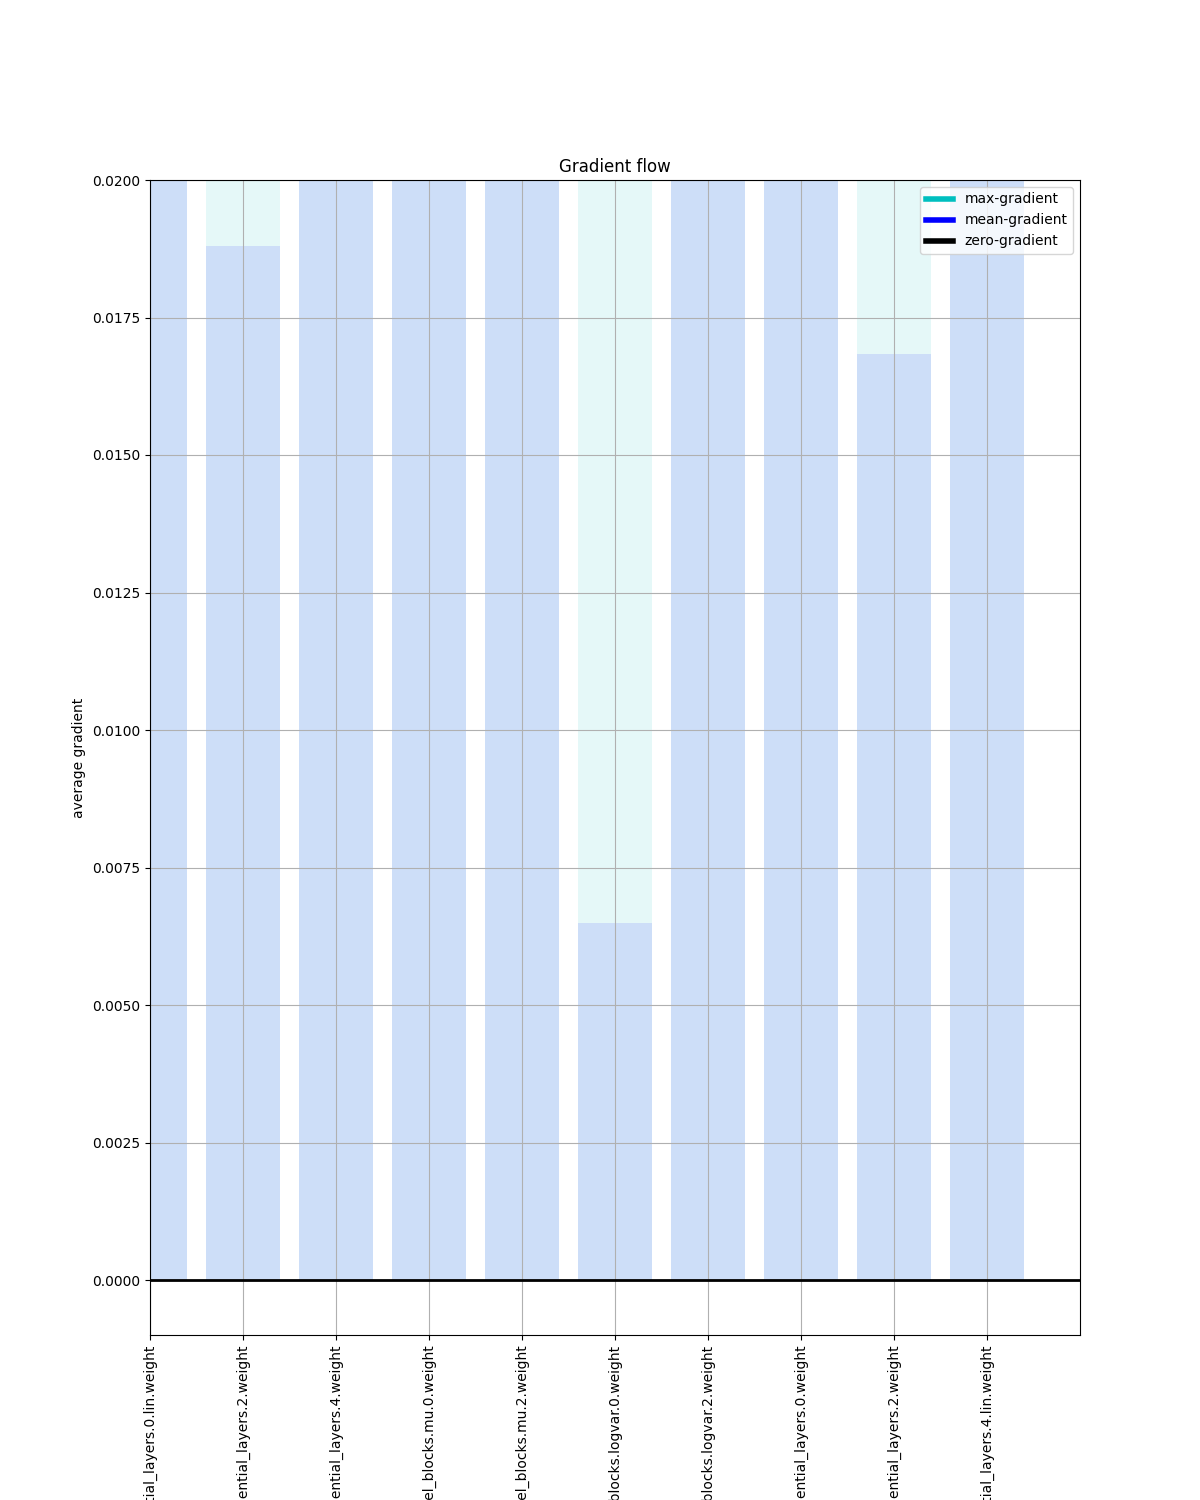 Gradient flow
max-gradient
mean-gradient
zero-gradient
0.0200
0.0175
0.0150
0.0125
0.0100
0.0075
0.0050
0.0025
0.0000
average gradient
tial_layers.0.lin.weight
ential_layers.2.weight
ential_layers.4.weight
el_blocks.mu.0.weight
el_blocks.mu.2.weight
blocks.logvar.0.weight
blocks.logvar.2.weight
ential_layers.0.weight
ential_layers.2.weight
tial_layers.4.lin.weight